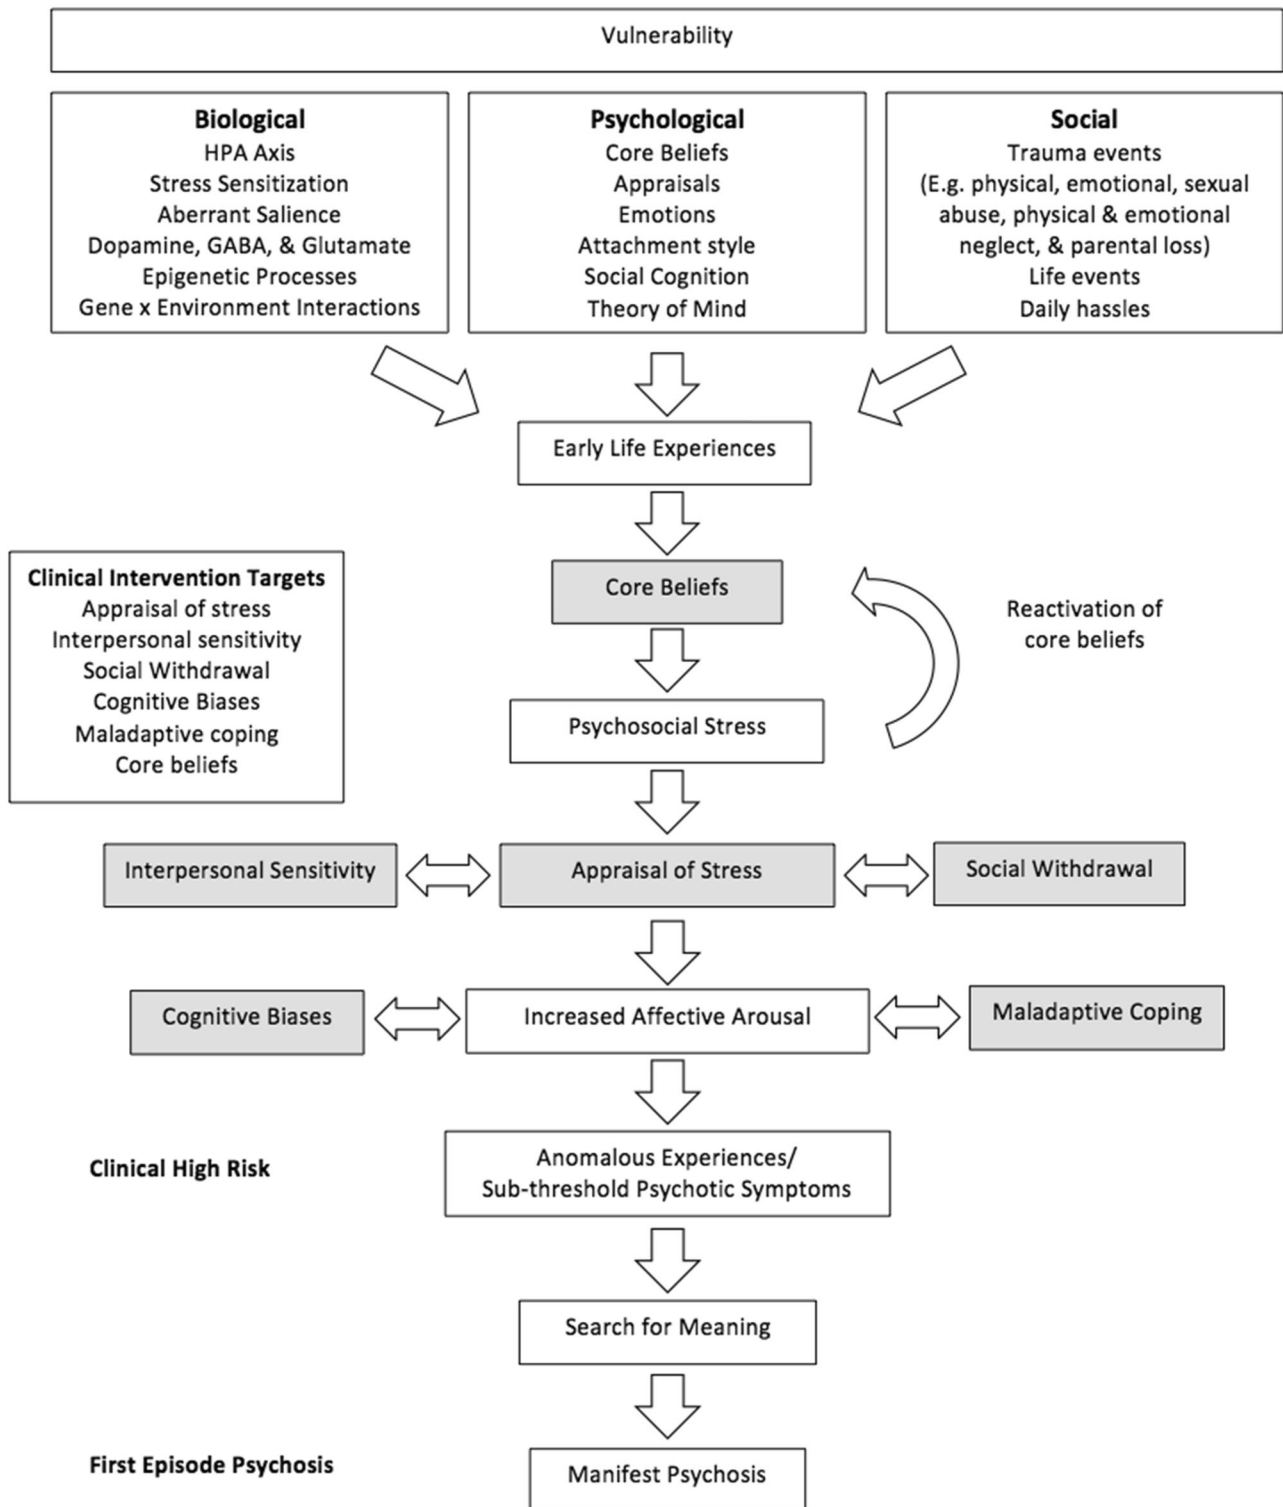 Vulnerability
Biological
HPA Axis
Stress Sensitization
Aberrant Salience
Dopamine, GABA, & Glutamate
Epigenetic Processes
Gene x Environment Interactions
Psychological
Core Beliefs
Appraisals
Emotions
Attachment style
Social Cognition
Theory of Mind
Social
Trauma events
(E.g. physical, emotional, sexual
abuse, physical & emotional
neglect, & parental loss)
Life events
Daily hassles
Early Life Experiences
Clinical Intervention Targets
Appraisal of stress
Interpersonal sensitivity
Social Withdrawal
Cognitive Biases
Maladaptive coping
Core beliefs
Core Beliefs
Reactivation of
core beliefs
Psychosocial Stress
Interpersonal Sensitivity
Appraisal of Stress
Social Withdrawal
Cognitive Biases
Increased Affective Arousal
Maladaptive Coping
Clinical High Risk
Anomalous Experiences/
Sub-threshold Psychotic Symptoms
Search for Meaning
First Episode Psychosis
Manifest Psychosis